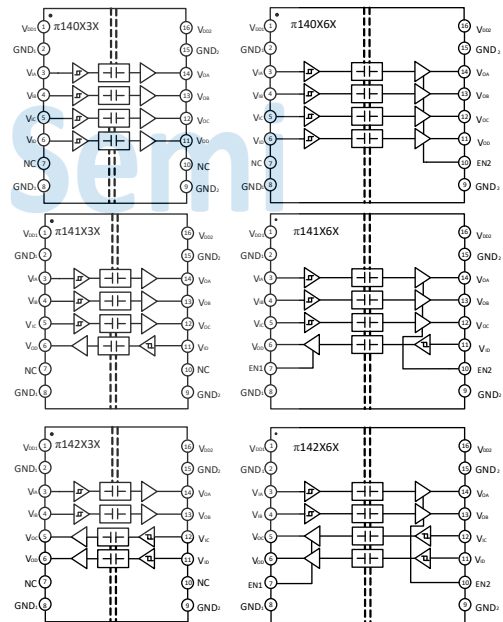 Semi
π140X3X
VDD1 1 16 VDD2
GND1 2 15 GND2
VIA 3 14 VOA
VIB 4 13 VOB
VIC 5 12 VOC
VID 6 11 VOD
NC 7 10 NC
GND1 8 9 GND2
π140X6X
VDD1 1 16 VDD2
GND1 2 15 GND2
VIA 3 14 VOA
VIB 4 13 VOB
VIC 5 12 VOC
VID 6 11 VOD
NC 7 10 EN2
GND1 8 9 GND2
π141X3X
VDD1 1 16 VDD2
GND1 2 15 GND2
VIA 3 14 VOA
VIB 4 13 VOB
VIC 5 12 VOC
VOD 6 11 VID
NC 7 10 NC
GND1 8 9 GND2
π141X6X
VDD1 1 16 VDD2
GND1 2 15 GND2
VIA 3 14 VOA
VIB 4 13 VOB
VIC 5 12 VOC
VOD 6 11 VID
EN1 7 10 EN2
GND1 8 9 GND2
π142X3X
VDD1 1 16 VDD2
GND1 2 15 GND2
VIA 3 14 VOA
VIB 4 13 VOB
VOC 5 12 VIC
VOD 6 11 VID
NC 7 10 NC
GND1 8 9 GND2
π142X6X
VDD1 1 16 VDD2
GND1 2 15 GND2
VIA 3 14 VOA
VIB 4 13 VOB
VOC 5 12 VIC
VOD 6 11 VID
EN1 7 10 EN2
GND1 8 9 GND2